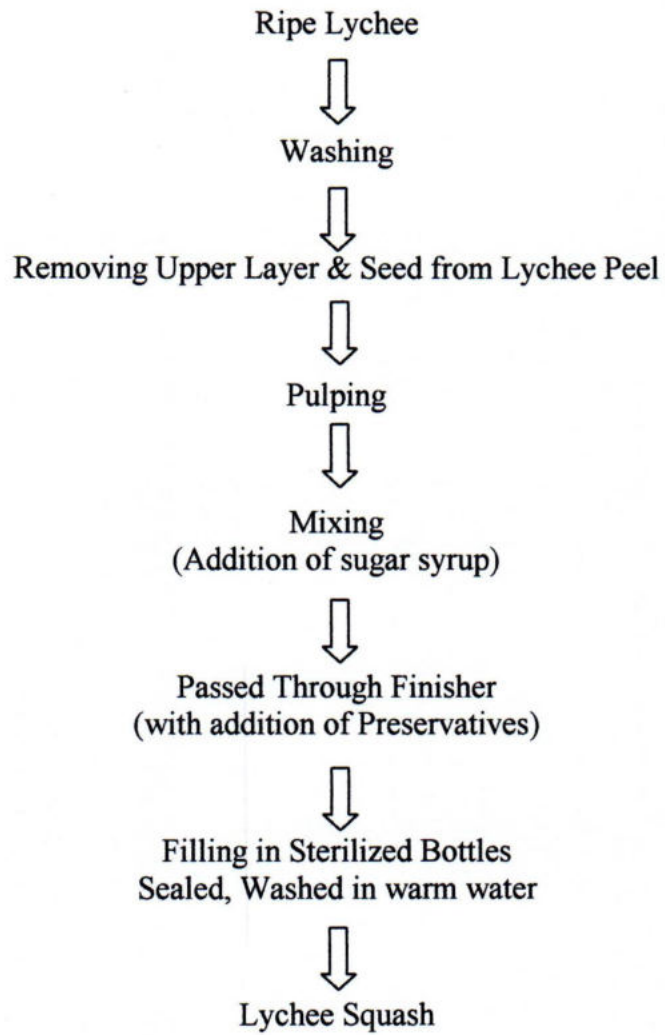 Ripe Lychee
Washing
Removing Upper Layer & Seed from Lychee Peel
Pulping
Mixing
(Addition of sugar syrup)
Passed Through Finisher
(with addition of Preservatives)
Filling in Sterilized Bottles
Sealed, Washed in warm water
Lychee Squash